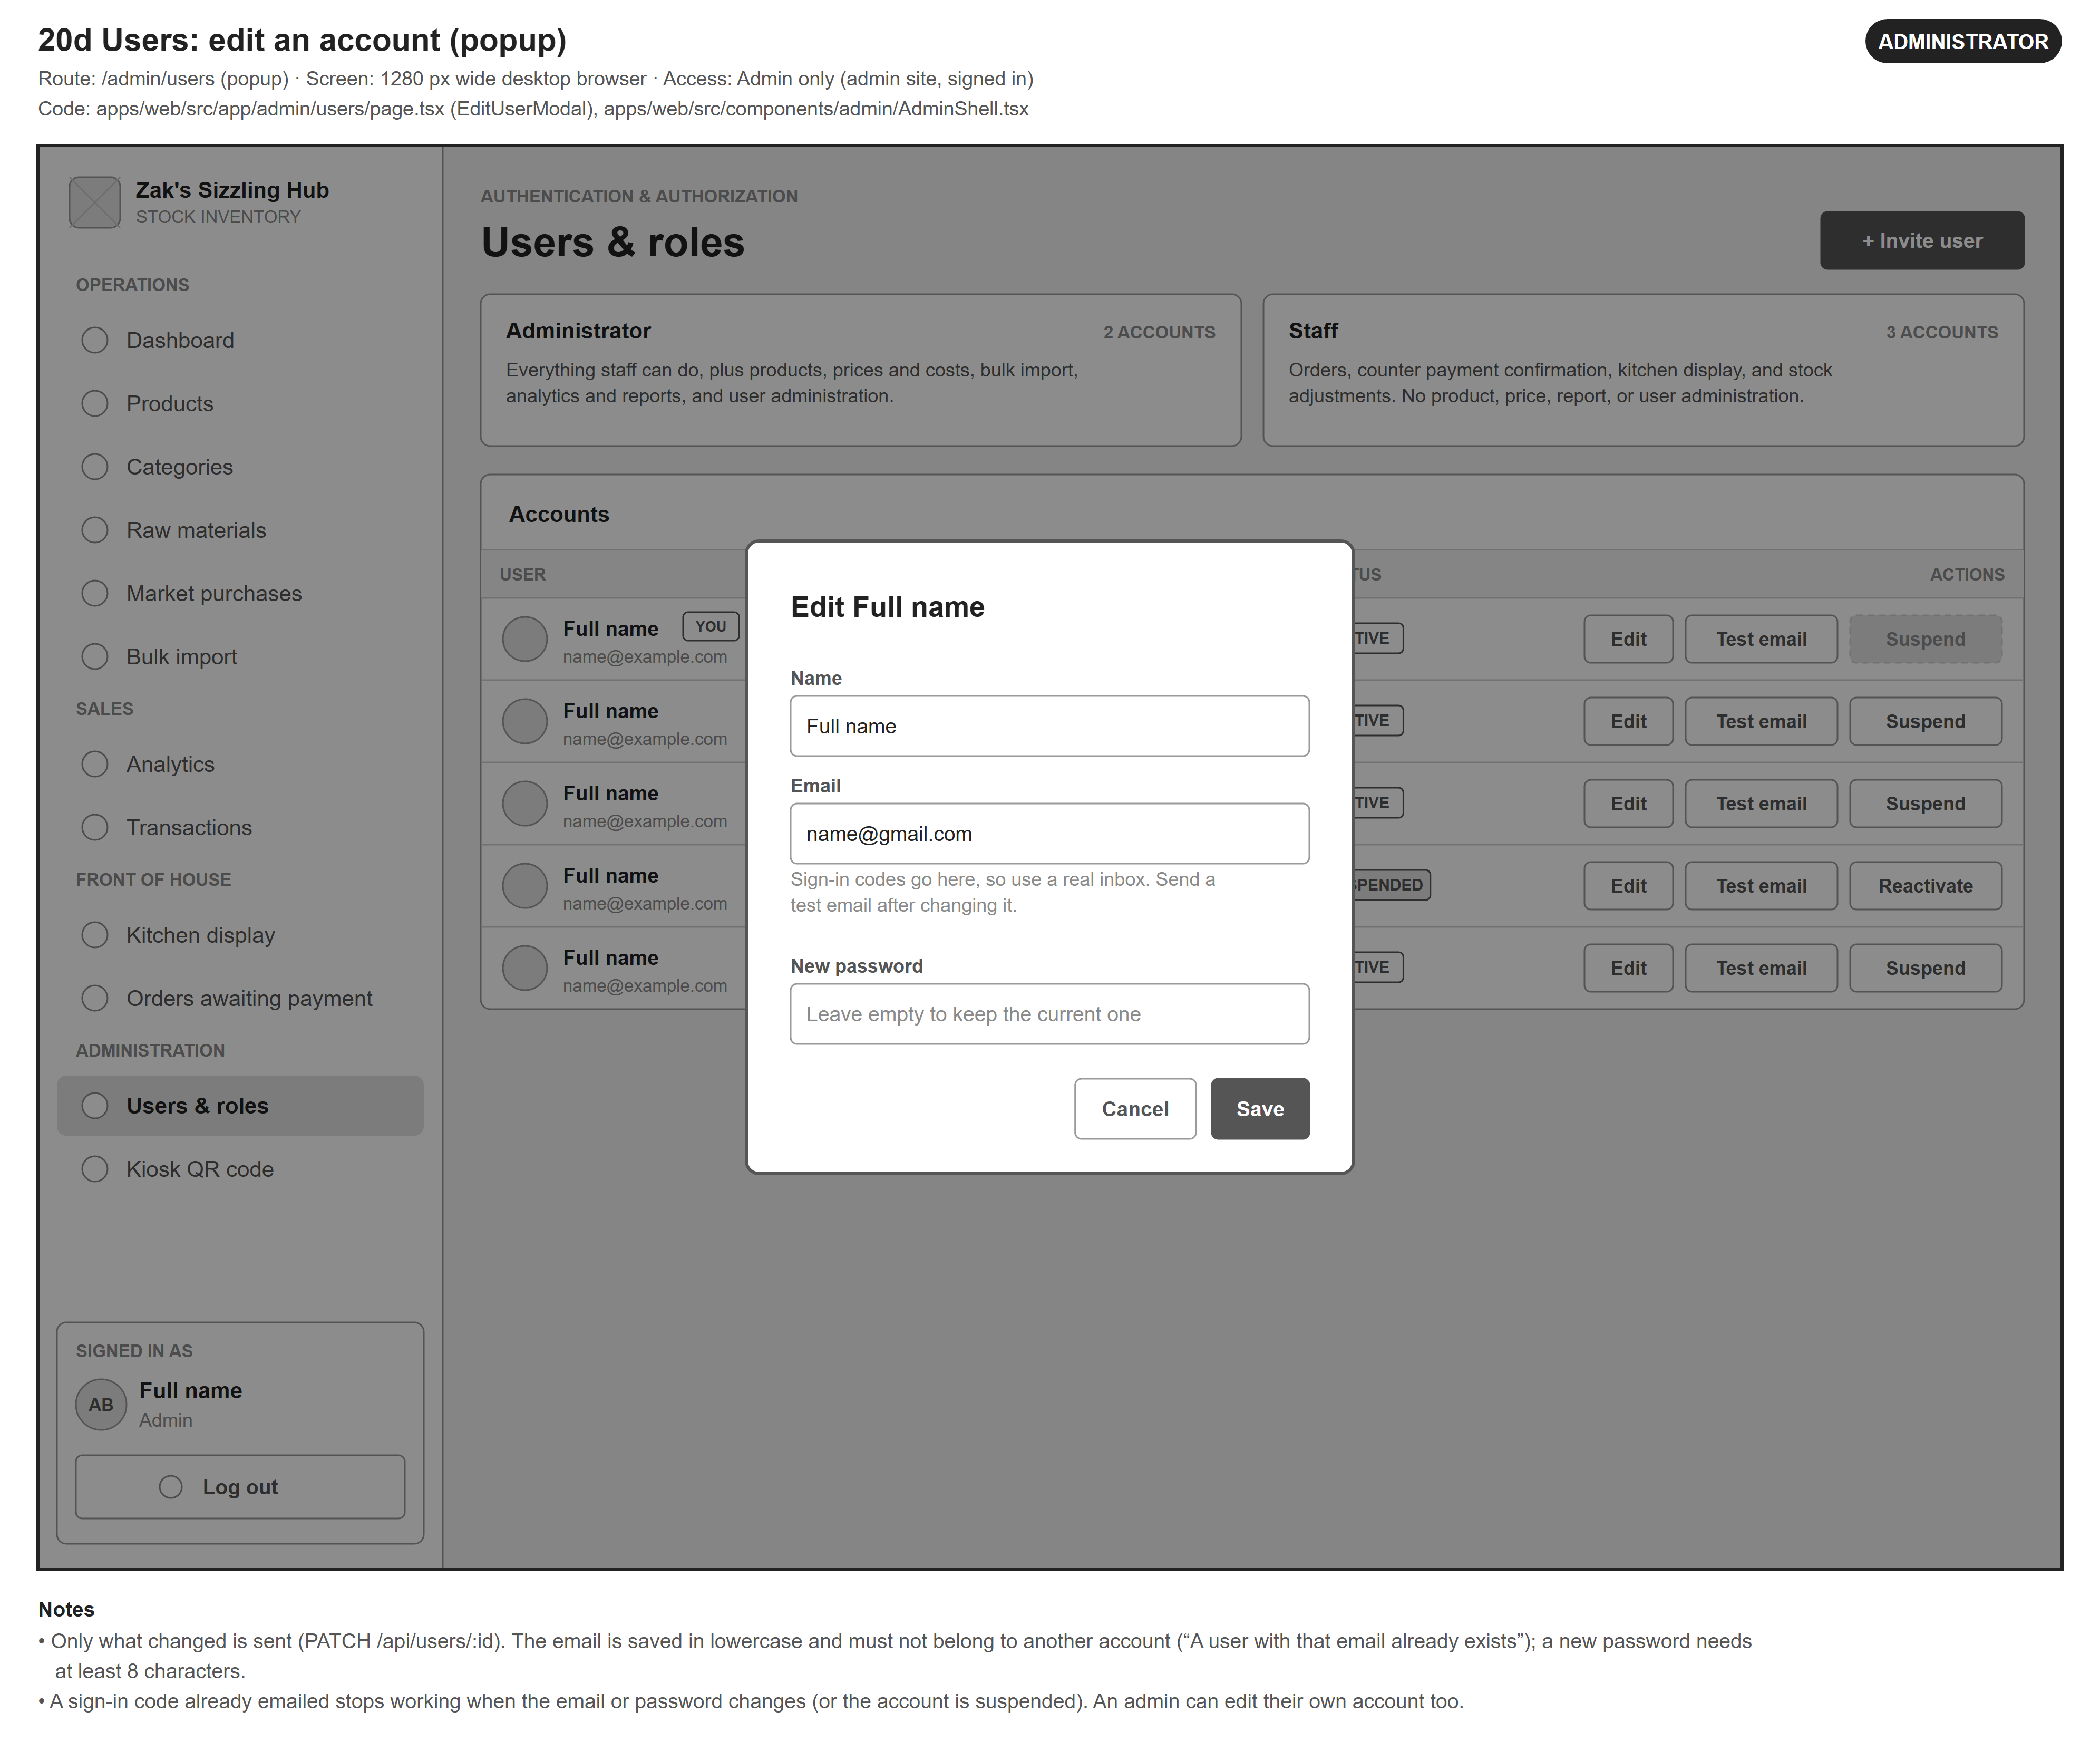 20d Users: edit an account (popup)
ADMINISTRATOR
Route: /admin/users (popup) · Screen: 1280 px wide desktop browser · Access: Admin only (admin site, signed in)
Code: apps/web/src/app/admin/users/page.tsx (EditUserModal), apps/web/src/components/admin/AdminShell.tsx
Zak's Sizzling Hub
STOCK INVENTORY
OPERATIONS
Dashboard
Products
Categories
Raw materials
Market purchases
Bulk import
SALES
Analytics
Transactions
FRONT OF HOUSE
Kitchen display
Orders awaiting payment
ADMINISTRATION
Users & roles
Kiosk QR code
SIGNED IN AS
AB
Full name
Admin
Log out
AUTHENTICATION & AUTHORIZATION
Users & roles
+ Invite user
Administrator
2 ACCOUNTS
Everything staff can do, plus products, prices and costs, bulk import,
analytics and reports, and user administration.
Staff
3 ACCOUNTS
Orders, counter payment confirmation, kitchen display, and stock
adjustments. No product, price, report, or user administration.
Accounts
USER
TUS
ACTIONS
Full name YOU
name@example.com
TIVE
Edit
Test email
Suspend
Full name
name@example.com
TIVE
Edit
Test email
Suspend
Full name
name@example.com
TIVE
Edit
Test email
Suspend
Full name
name@example.com
PENDED
Edit
Test email
Reactivate
Full name
name@example.com
TIVE
Edit
Test email
Suspend
Edit Full name
Name
Full name
Email
name@gmail.com
Sign-in codes go here, so use a real inbox. Send a
test email after changing it.
New password
Leave empty to keep the current one
Cancel
Save
Notes
• Only what changed is sent (PATCH /api/users/:id). The email is saved in lowercase and must not belong to another account (“A user with that email already exists”); a new password needs
at least 8 characters.
• A sign-in code already emailed stops working when the email or password changes (or the account is suspended). An admin can edit their own account too.